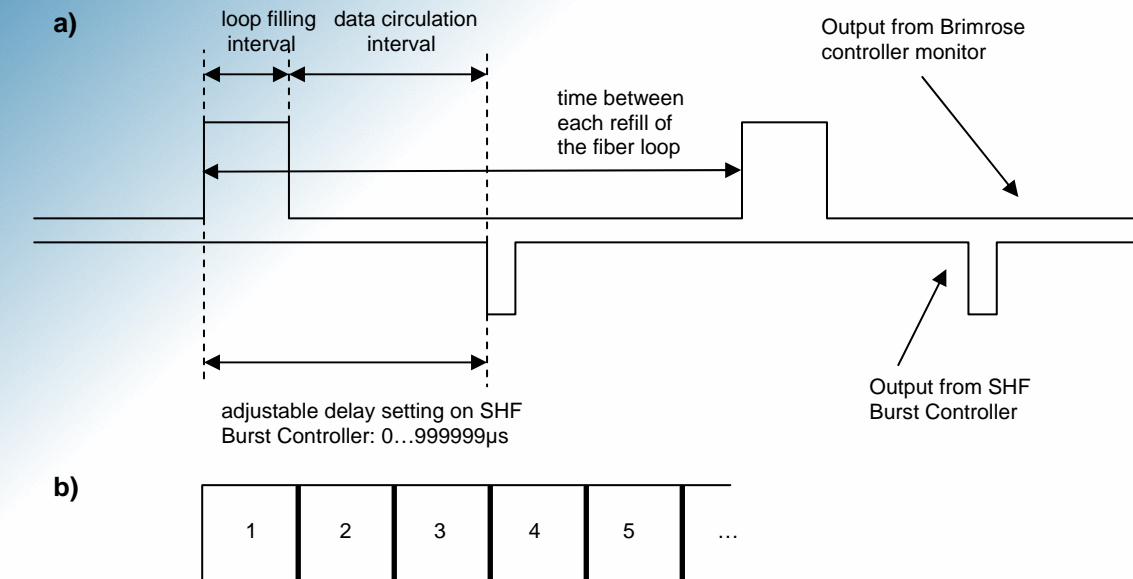 a)
loop filling
interval
data circulation
interval
Output from Brimrose
controller monitor
time between
each refill of
the fiber loop
adjustable delay setting on SHF
Burst Controller: 0…999999µs
Output from SHF
Burst Controller
b)
1 2 3 4 5 …